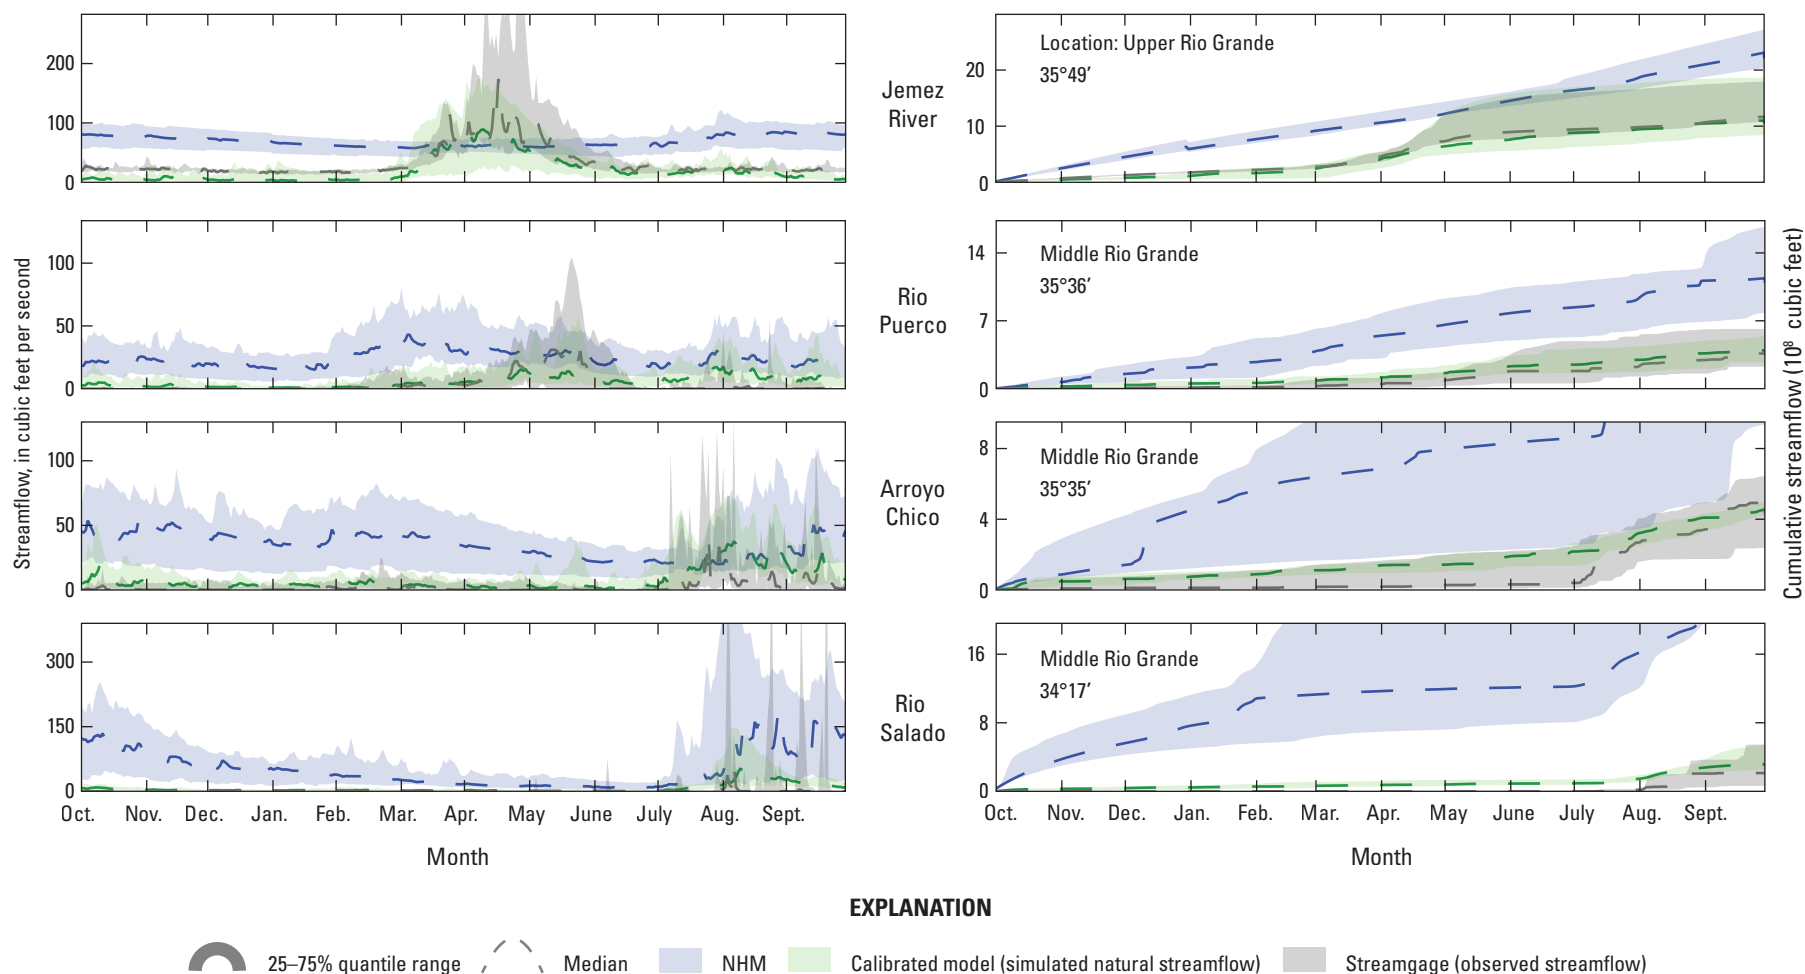 Streamflow, in cubic feet per second
200
100
0
Jemez
River
20
10
0
Location: Upper Rio Grande
35°49′
100
50
0
Rio
Puerco
14
7
0
Middle Rio Grande
35°36′
100
50
0
Arroyo
Chico
8
4
0
Middle Rio Grande
35°35′
300
150
0
Rio
Salado
16
8
0
Middle Rio Grande
34°17′
Cumulative streamflow (10⁸ cubic feet)
Oct. Nov. Dec. Jan. Feb. Mar. Apr. May June July Aug. Sept.
Oct. Nov. Dec. Jan. Feb. Mar. Apr. May June July Aug. Sept.
Month
Month
EXPLANATION
25–75% quantile range Median NHM Calibrated model (simulated natural streamflow) Streamgage (observed streamflow)